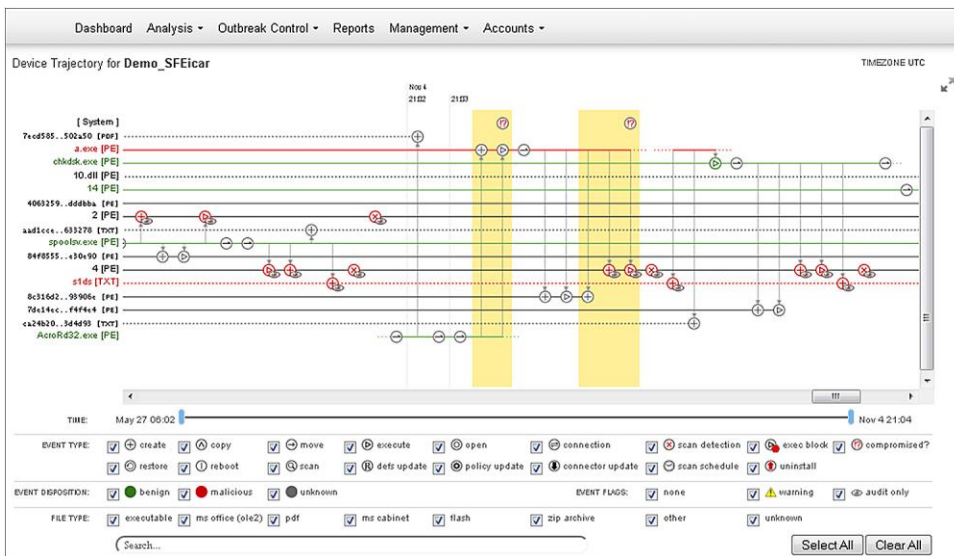 Dashboard Analysis Outbreak Control Reports Management Accounts
Device Trajectory for Demo_SFEicar TIMEZONE UTC
Nov 4
21:02 21:03
[ System ]
7ecd585..502a50 [PDF]
a.exe [PE]
chkdsk.exe [PE]
10.dll [PE]
14 [PE]
4063259..dddbba [PE]
2 [PE]
aad1cce..633278 [TXT]
spoolsv.exe [PE]
84f8555..c30e90 [PE]
4 [PE]
s1ds [TXT]
8c316d2..93906c [PE]
7dc14cc..f4f4c4 [PE]
ca24b20..3d4d93 [TXT]
AcroRd32.exe [PE]
TIME: May 27 06:02 Nov 4 21:04
EVENT TYPE: create copy move execute open connection scan detection exec block compromised?
restore reboot scan defs update policy update connector update scan schedule uninstall
EVENT DISPOSITION: benign malicious unknown EVENT FLAGS: none warning audit only
FILE TYPE: executable ms office (ole2) pdf ms cabinet flash zip archive other unknown
Search... Select All Clear All